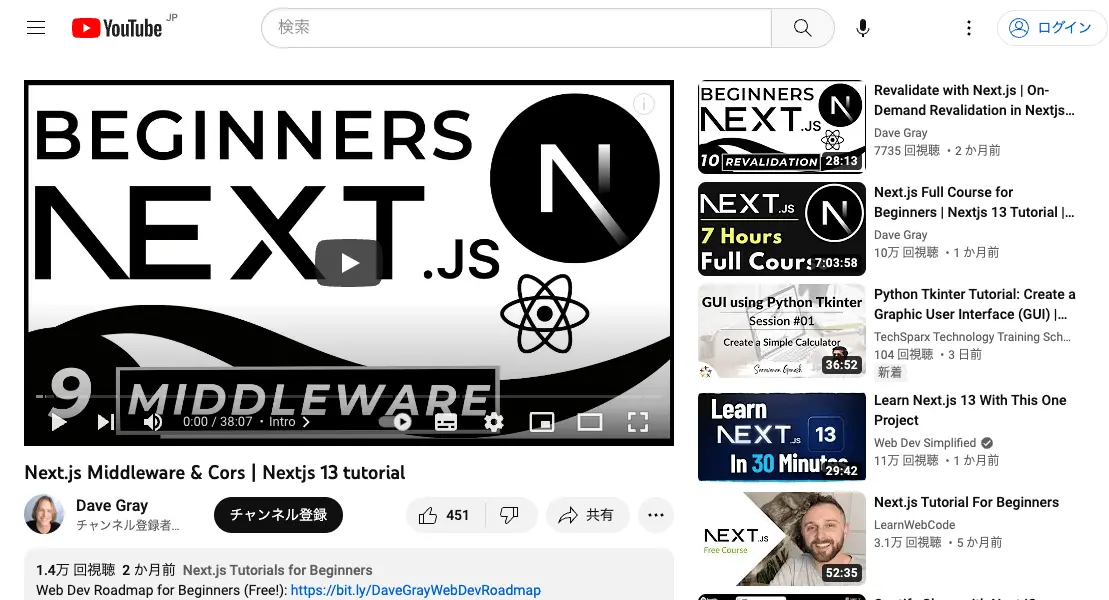 YouTube JP
検索
ログイン
BEGINNERS
NEXT.JS
N
9 MIDDLEWARE
0:00 / 38:07 ・ Intro
Next.js Middleware & Cors | Nextjs 13 tutorial
Dave Gray
チャンネル登録者…
チャンネル登録
451
共有
1.4万 回視聴 2 か月前 Next.js Tutorials for Beginners
Web Dev Roadmap for Beginners (Free!): https://bit.ly/DaveGrayWebDevRoadmap
BEGINNERS
NEXT.JS
N
10 REVALIDATION
28:13
Revalidate with Next.js | On-
Demand Revalidation in Nextjs…
Dave Gray
7735 回視聴 ・2 か月前
NEXT.JS
N
7 Hours
Full Cours
7:03:58
Next.js Full Course for
Beginners | Nextjs 13 Tutorial |…
Dave Gray
10万 回視聴 ・1 か月前
GUI using Python Tkinter
Session #01
Create a Simple Calculator
36:52
Python Tkinter Tutorial: Create a
Graphic User Interface (GUI) |…
TechSparx Technology Training Sch…
104 回視聴 ・3 日前
新着
Learn
NEXT.JS 13
In 30 Minutes
29:42
Learn Next.js 13 With This One
Project
Web Dev Simplified
11万 回視聴 ・1 か月前
NEXT.JS
Free Course
52:35
Next.js Tutorial For Beginners
LearnWebCode
3.1万 回視聴 ・5 か月前